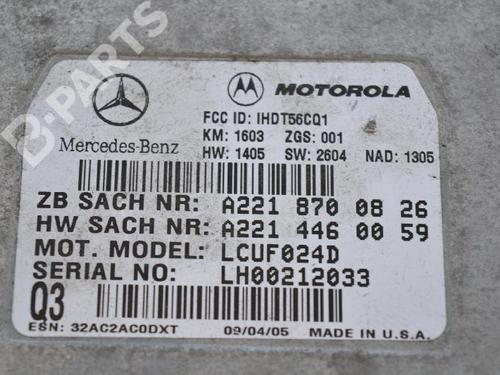 B-PARTS
MOTOROLA
FCC ID: IHDT56CQ1
KM: 1603 ZGS: 001
Mercedes-Benz HW: 1405 SW: 2604 NAD: 1305
ZB SACH NR: A221 870 08 26
HW SACH NR: A221 446 00 59
MOT. MODEL: LCUF024D
SERIAL NO: LH00212033
Q3
ESN: 32AC2AC0DXT 09/04/05 MADE IN U.S.A.